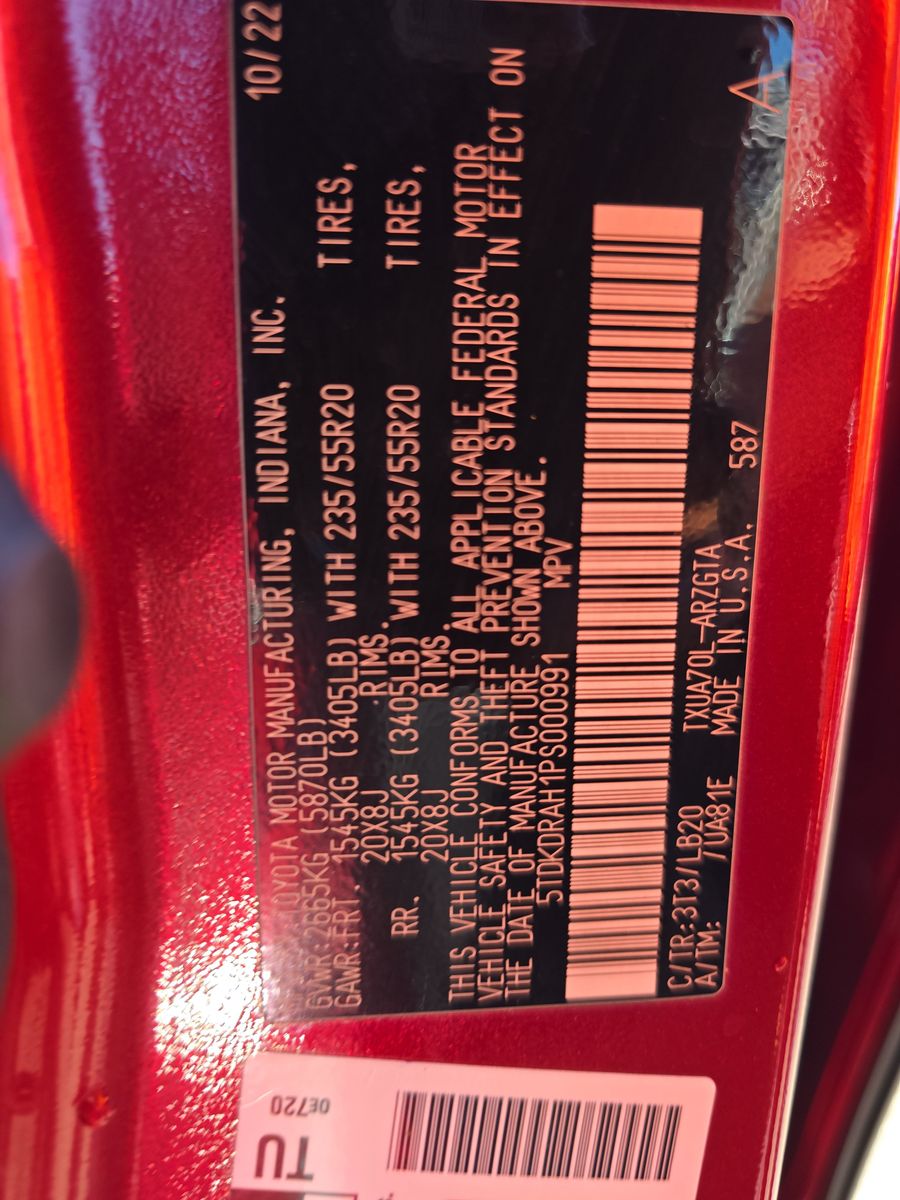 TOYOTA MOTOR MANUFACTURING, INDIANA, INC. 10/22
GVWR:2665KG (5870LB)
GAWR:FRT. 1545KG (3405LB) WITH 235/55R20 TIRES,
20X8J RIMS.
RR. 1545KG (3405LB) WITH 235/55R20 TIRES,
20X8J RIMS.
THIS VEHICLE CONFORMS TO ALL APPLICABLE FEDERAL MOTOR
VEHICLE SAFETY AND THEFT PREVENTION STANDARDS IN EFFECT ON
THE DATE OF MANUFACTURE SHOWN ABOVE.
5TDKDRAH1PS000991 MPV
C/TR:3T3/LB20 TXUA70L-ARZGTA
A/TM: /UA81E MADE IN U.S.A. 587
0E720
TU